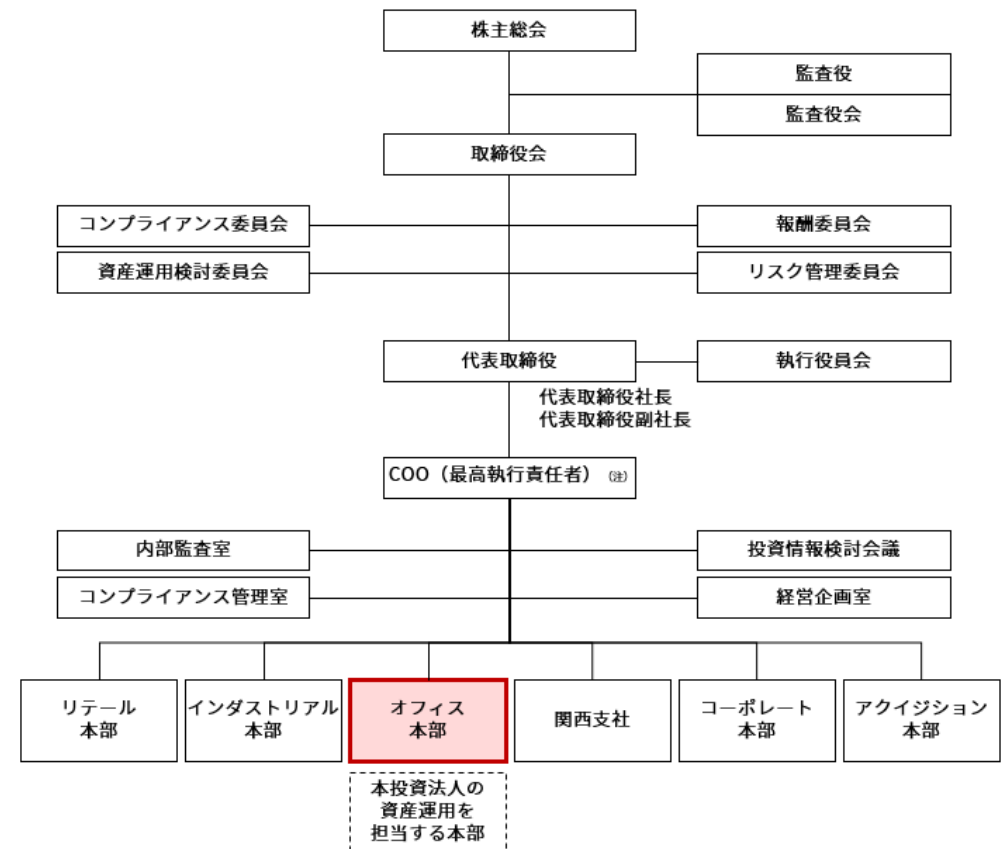 株主総会
監査役
監査役会
取締役会
コンプライアンス委員会
報酬委員会
資産運用検討委員会
リスク管理委員会
代表取締役
執行役員会
代表取締役社長
代表取締役副社長
COO（最高執行責任者）（注）
内部監査室
投資情報検討会議
コンプライアンス管理室
経営企画室
リテール
本部
インダストリアル
本部
オフィス
本部
関西支社
コーポレート
本部
アクイジション
本部
本投資法人の
資産運用を
担当する本部